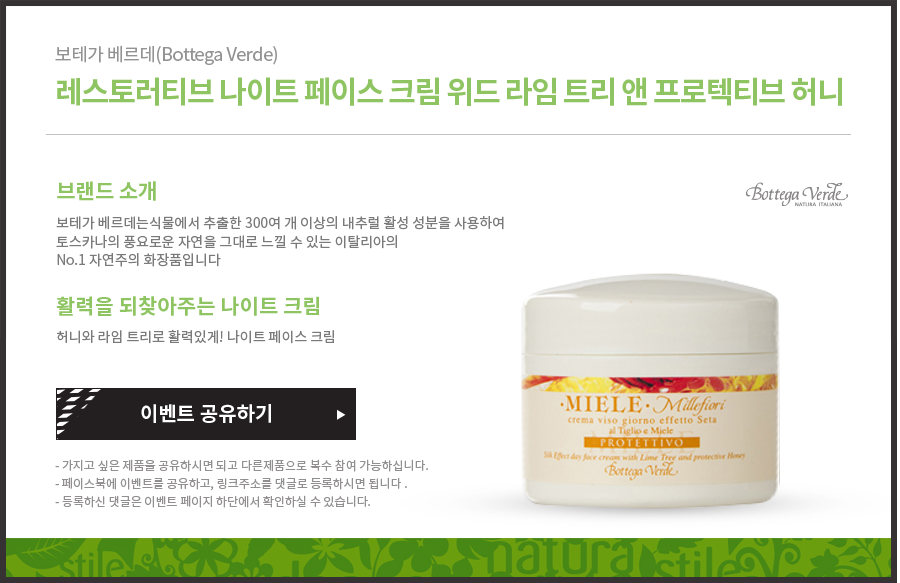 보테가 베르데(Bottega Verde)
레스토러티브 나이트 페이스 크림 위드 라임 트리 앤 프로텍티브 허니
브랜드 소개
보테가 베르데는식물에서 추출한 300여 개 이상의 내추럴 활성 성분을 사용하여
토스카나의 풍요로운 자연을 그대로 느낄 수 있는 이탈리아의
No.1 자연주의 화장품입니다
활력을 되찾아주는 나이트 크림
허니와 라임 트리로 활력있게! 나이트 페이스 크림
이벤트 공유하기
- 가지고 싶은 제품을 공유하시면 되고 다른제품으로 복수 참여 가능하십니다.
- 페이스북에 이벤트를 공유하고, 링크주소를 댓글로 등록하시면 됩니다 .
- 등록하신 댓글은 이벤트 페이지 하단에서 확인하실 수 있습니다.
Bottega Verde
NATURA ITALIANA
·MIELE· Millefiori
crema viso giorno effetto Seta
al Tiglio e Miele
MIELE
PROTETTIVO
Silk Effect day face cream with Lime Tree and protective Honey
Bottega Verde
stile natura stile